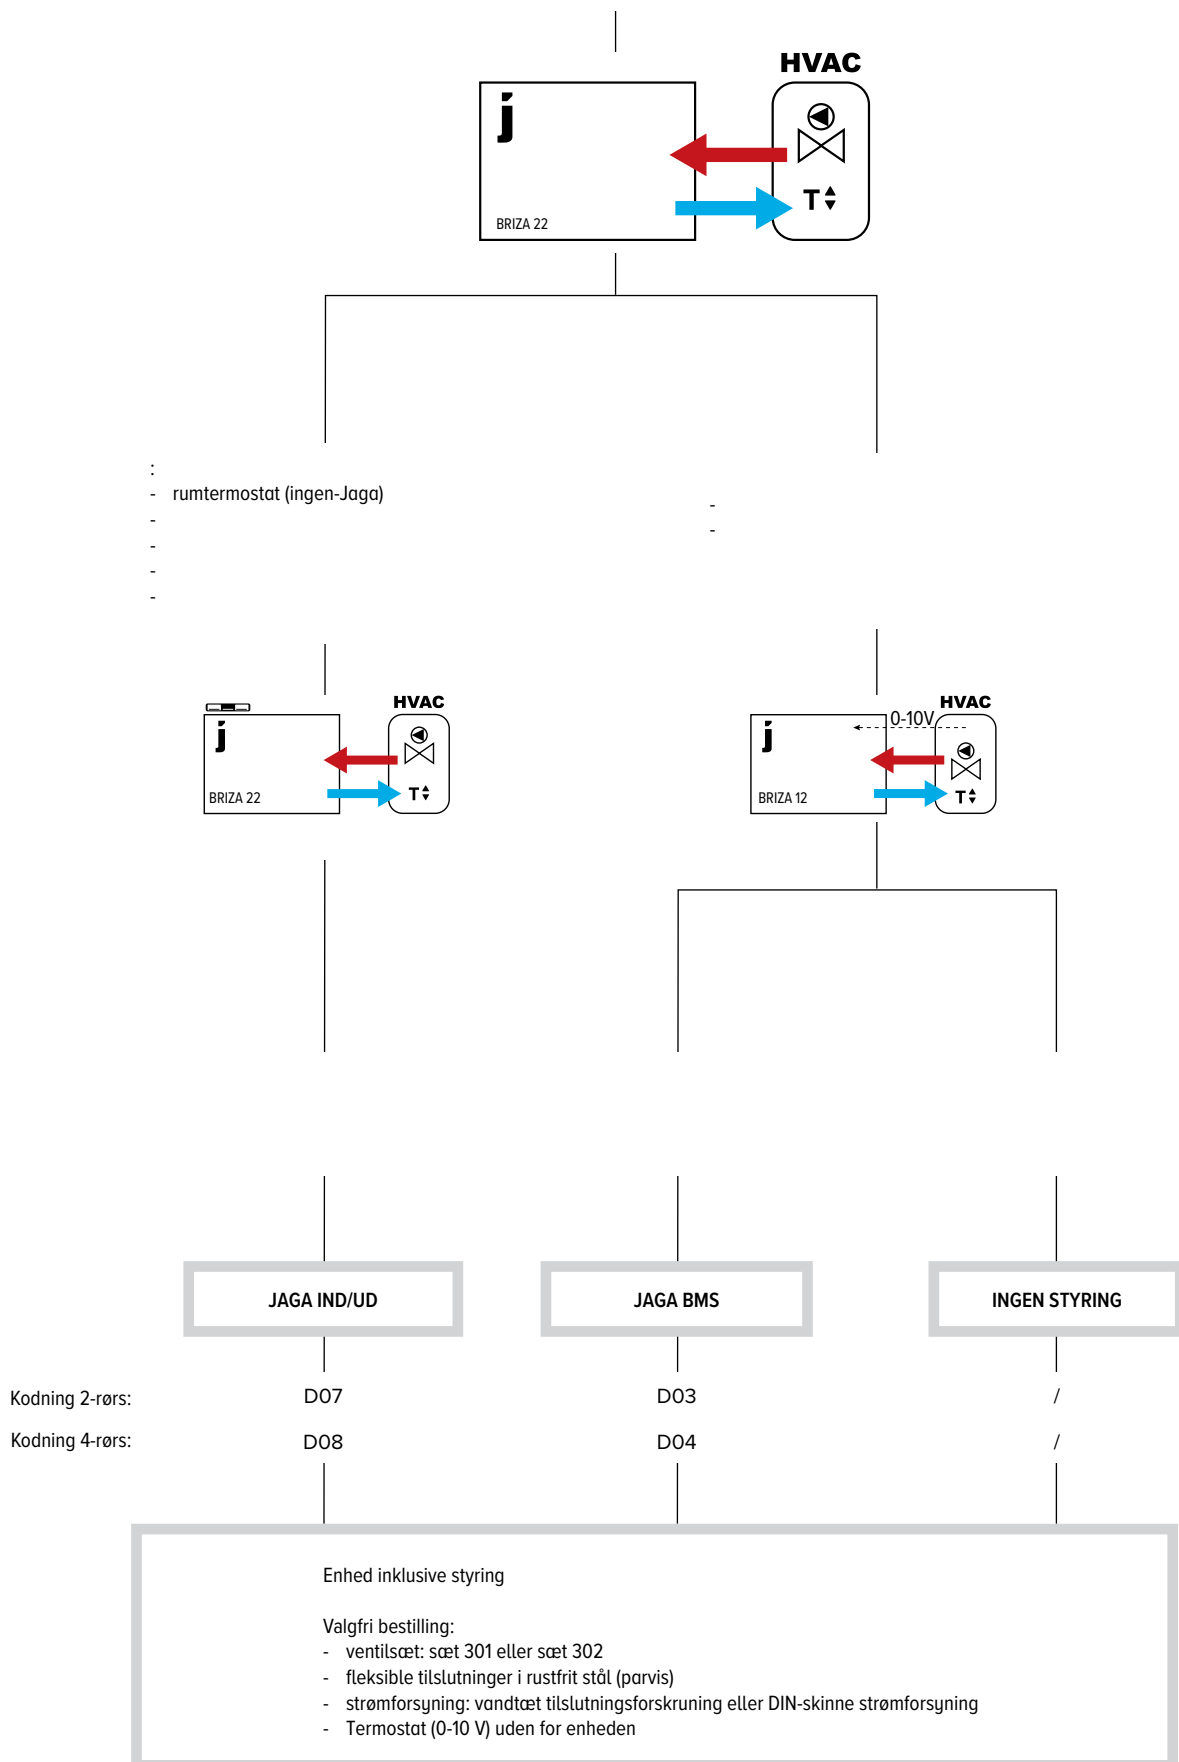 HVAC
j
T
BRIZA 22
:
- rumtermostat (ingen-Jaga)
-
-
-
-
-
-
HVAC
j
BRIZA 22
T
HVAC
0-10V
j
BRIZA 12
T
JAGA IND/UD
JAGA BMS
INGEN STYRING
Kodning 2-rørs:
D07
D03
/
Kodning 4-rørs:
D08
D04
/
Enhed inklusive styring
Valgfri bestilling:
- ventilsæt: sæt 301 eller sæt 302
- fleksible tilslutninger i rustfrit stål (parvis)
- strømforsyning: vandtæt tilslutningsforskruning eller DIN-skinne strømforsyning
- Termostat (0-10 V) uden for enheden